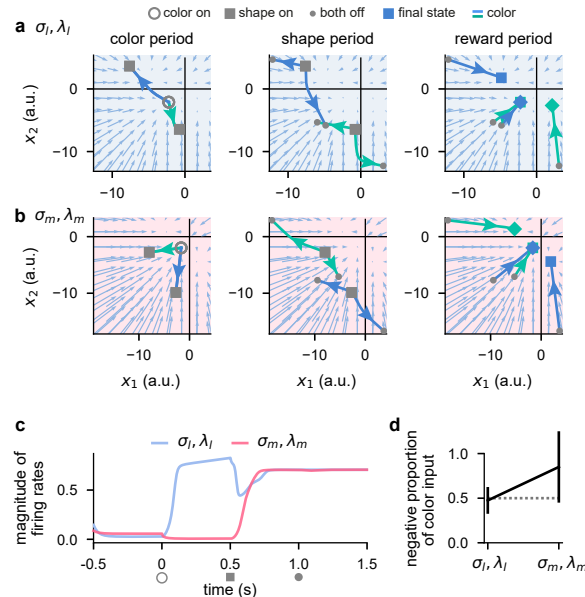 color on shape on both off final state color
a σl, λl
color period shape period reward period
x2 (a.u.)
0
−10
−10 0 −10 0 −10 0
b σm, λm
x2 (a.u.)
0
−10
−10 0 −10 0 −10 0
x1 (a.u.) x1 (a.u.) x1 (a.u.)
c σl, λl σm, λm
magnitude of
firing rates
0.5
0.0
-0.5 0 0.5 1.0 1.5
time (s)
d
negative proportion
of color input
1.0
0.5
0.0
σl, λl σm, λm